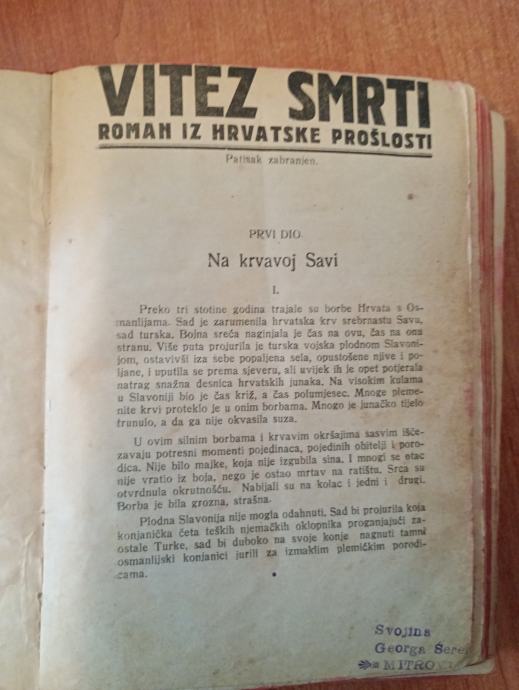 VITEZ SMRTI
ROMAN IZ HRVATSKE PROŠLOSTI
Patisak zabranjen.
PRVI DIO.
Na krvavoj Savi
I.
Preko tri stotine godina trajale su borbe Hrvata s Os-
manlijama. Sad je zarumenila hrvatska krv srebrnastu Savu,
sad turska. Bojna sreća naginjala je čas na ovu, čas na onu
stranu. Više puta projurila je turska vojska plodnom Slavoni-
jom, ostavivši iza sebe popaljena sela, opustošene njive i po-
ljane, i uputila se prema sjeveru, ali uvijek ih je opet potjerala
natrag snažna desnica hrvatskih junaka. Na visokim kulama
u Slavoniji bio je čas križ, a čas polumjesec. Mnoge pleme-
nite krvi proteklo je u onim borbama. Mnogo je junačko tijelo
trunulo, a da ga nije okvasila suza.
U ovim silnim borbama i krvavim okršajima sasvim išče-
zavaju potresni momenti pojedinaca, pojedinih obitelji i poro-
dica. Nije bilo majke, koja nije izgubila sina. I mnogi se otac
nije vratio iz boja, nego je ostao mrtav na ratištu. Srca su
otvrdnula okrutnošću. Nabijali su na kolac i jedni i drugi.
Borba je bila grozna, strašna.
Plodna Slavonija nije mogla odahnuti. Sad bi projurila koja
konjanička četa teških njemačkih oklopnika proganjajući za-
ostale Turke, sad bi duboko na svoje konje nagnuti tamni
osmanlijski konjanici jurili za izmaklim plemičkim porodi-
cama.
Svojina
Georga